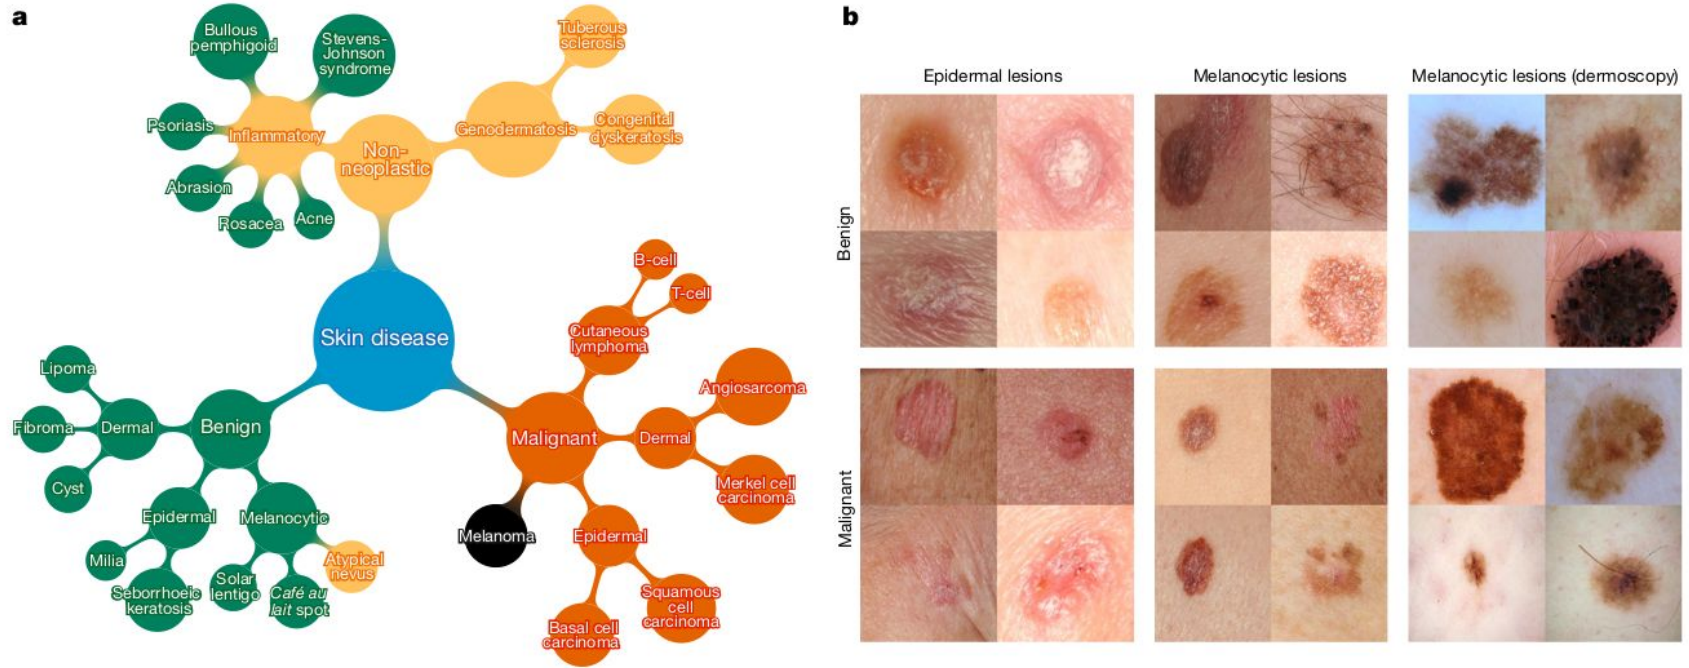 a
Bullous
pemphigoid
Stevens-
Johnson
syndrome
Psoriasis
Inflammatory
Abrasion
Rosacea
Acne
Non-
neoplastic
Genodermatosis
Tuberous
sclerosis
Congenital
dyskeratosis
Skin disease
Lipoma
Fibroma
Dermal
Benign
Cyst
Epidermal
Melanocytic
Milia
Seborrhoeic
keratosis
Solar
lentigo
Café au
lait spot
Atypical
nevus
B-cell
T-cell
Cutaneous
lymphoma
Angiosarcoma
Malignant
Dermal
Merkel cell
carcinoma
Melanoma
Epidermal
Squamous
cell
carcinoma
Basal cell
carcinoma
b
Epidermal lesions
Melanocytic lesions
Melanocytic lesions (dermoscopy)
Benign
Malignant